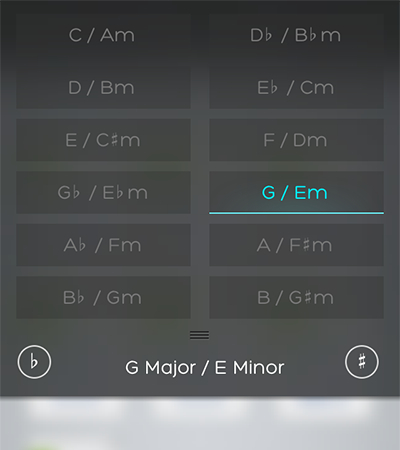 C / Am
D♭ / B♭m
D / Bm
E♭ / Cm
E / C♯m
F / Dm
G♭ / E♭m
G / Em
A♭ / Fm
A / F♯m
B♭ / Gm
B / G♯m
♭
G Major / E Minor
♯